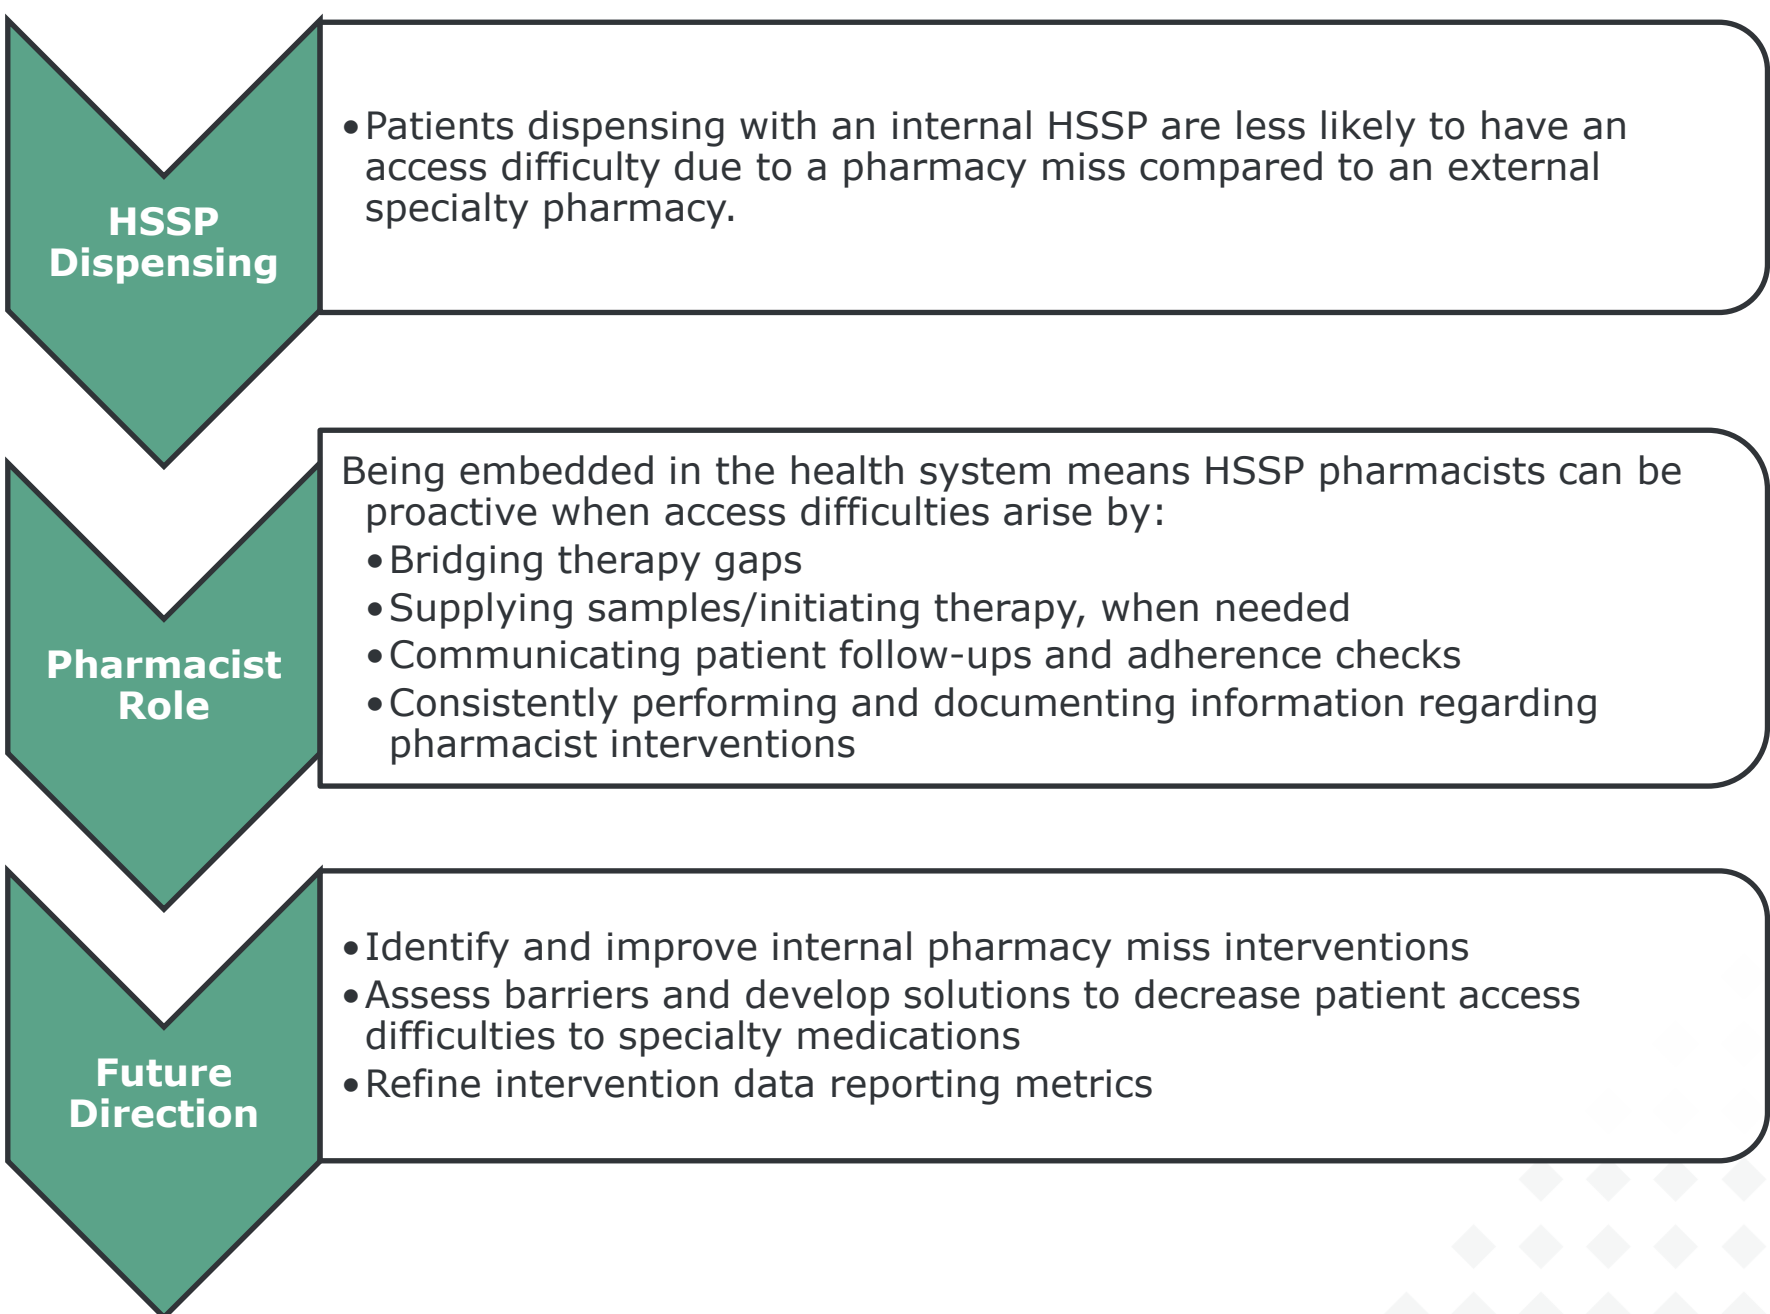 HSSP
Dispensing
•Patients dispensing with an internal HSSP are less likely to have an
access difficulty due to a pharmacy miss compared to an external
specialty pharmacy.
Pharmacist
Role
Being embedded in the health system means HSSP pharmacists can be
proactive when access difficulties arise by:
•Bridging therapy gaps
•Supplying samples/initiating therapy, when needed
•Communicating patient follow-ups and adherence checks
•Consistently performing and documenting information regarding
pharmacist interventions
Future
Direction
•Identify and improve internal pharmacy miss interventions
•Assess barriers and develop solutions to decrease patient access
difficulties to specialty medications
•Refine intervention data reporting metrics